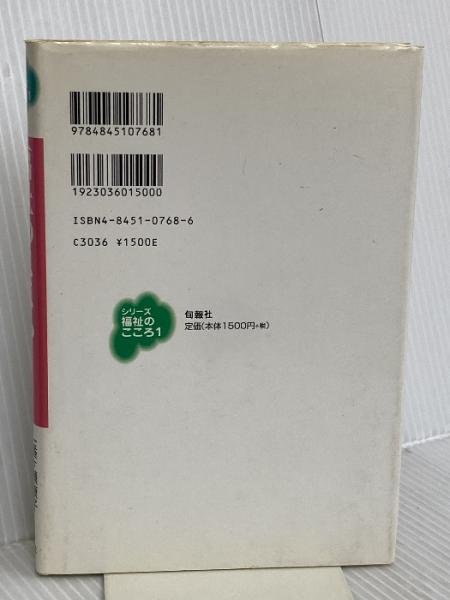 9784845107681
1923036015000
ISBN4-8451-0768-6
C3036 ¥1500E
シリーズ
福祉の
こころ1
旬報社
定価(本体1500円+税)